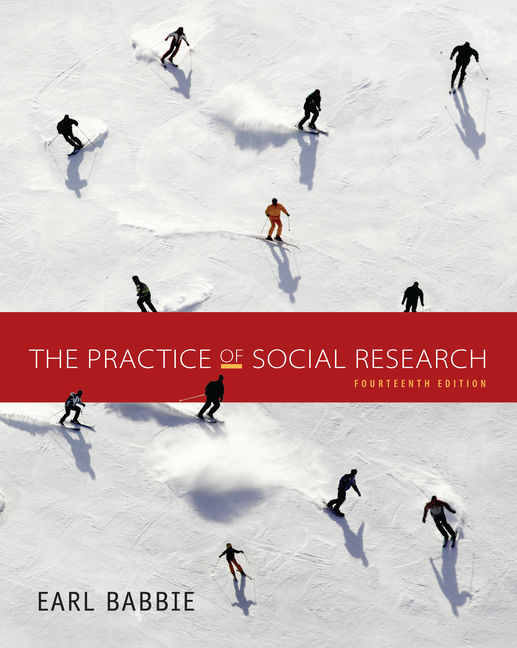 THE PRACTICE OF SOCIAL RESEARCH
FOURTEENTH EDITION
EARL BABBIE